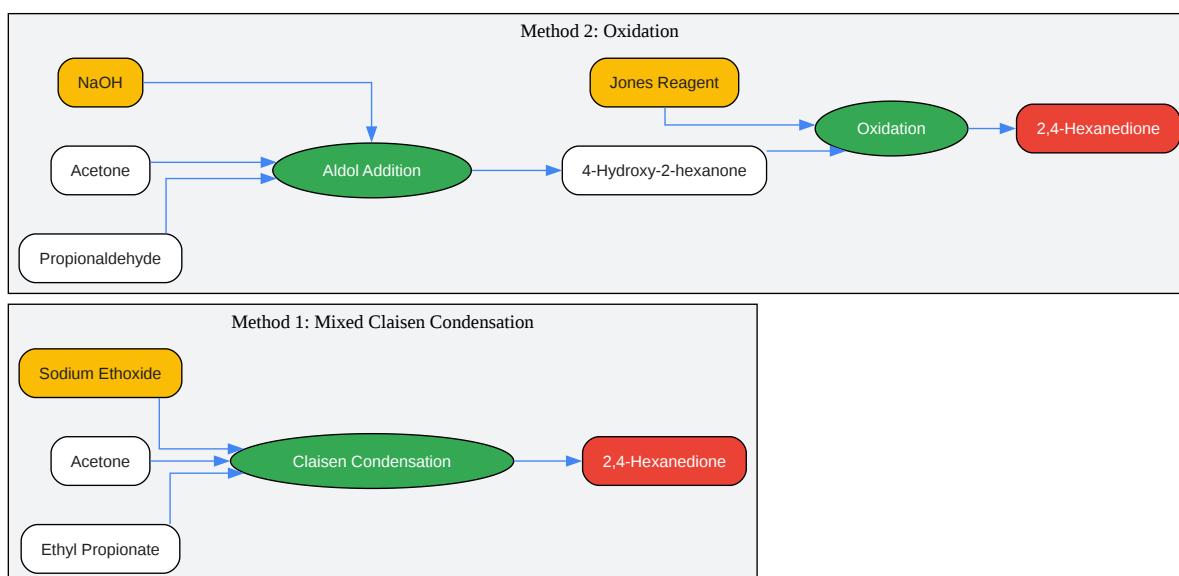 Method 2: Oxidation
NaOH
Jones Reagent
Oxidation
2,4-Hexanedione
Acetone
Aldol Addition
4-Hydroxy-2-hexanone
Propionaldehyde
Method 1: Mixed Claisen Condensation
Sodium Ethoxide
Acetone
Claisen Condensation
2,4-Hexanedione
Ethyl Propionate